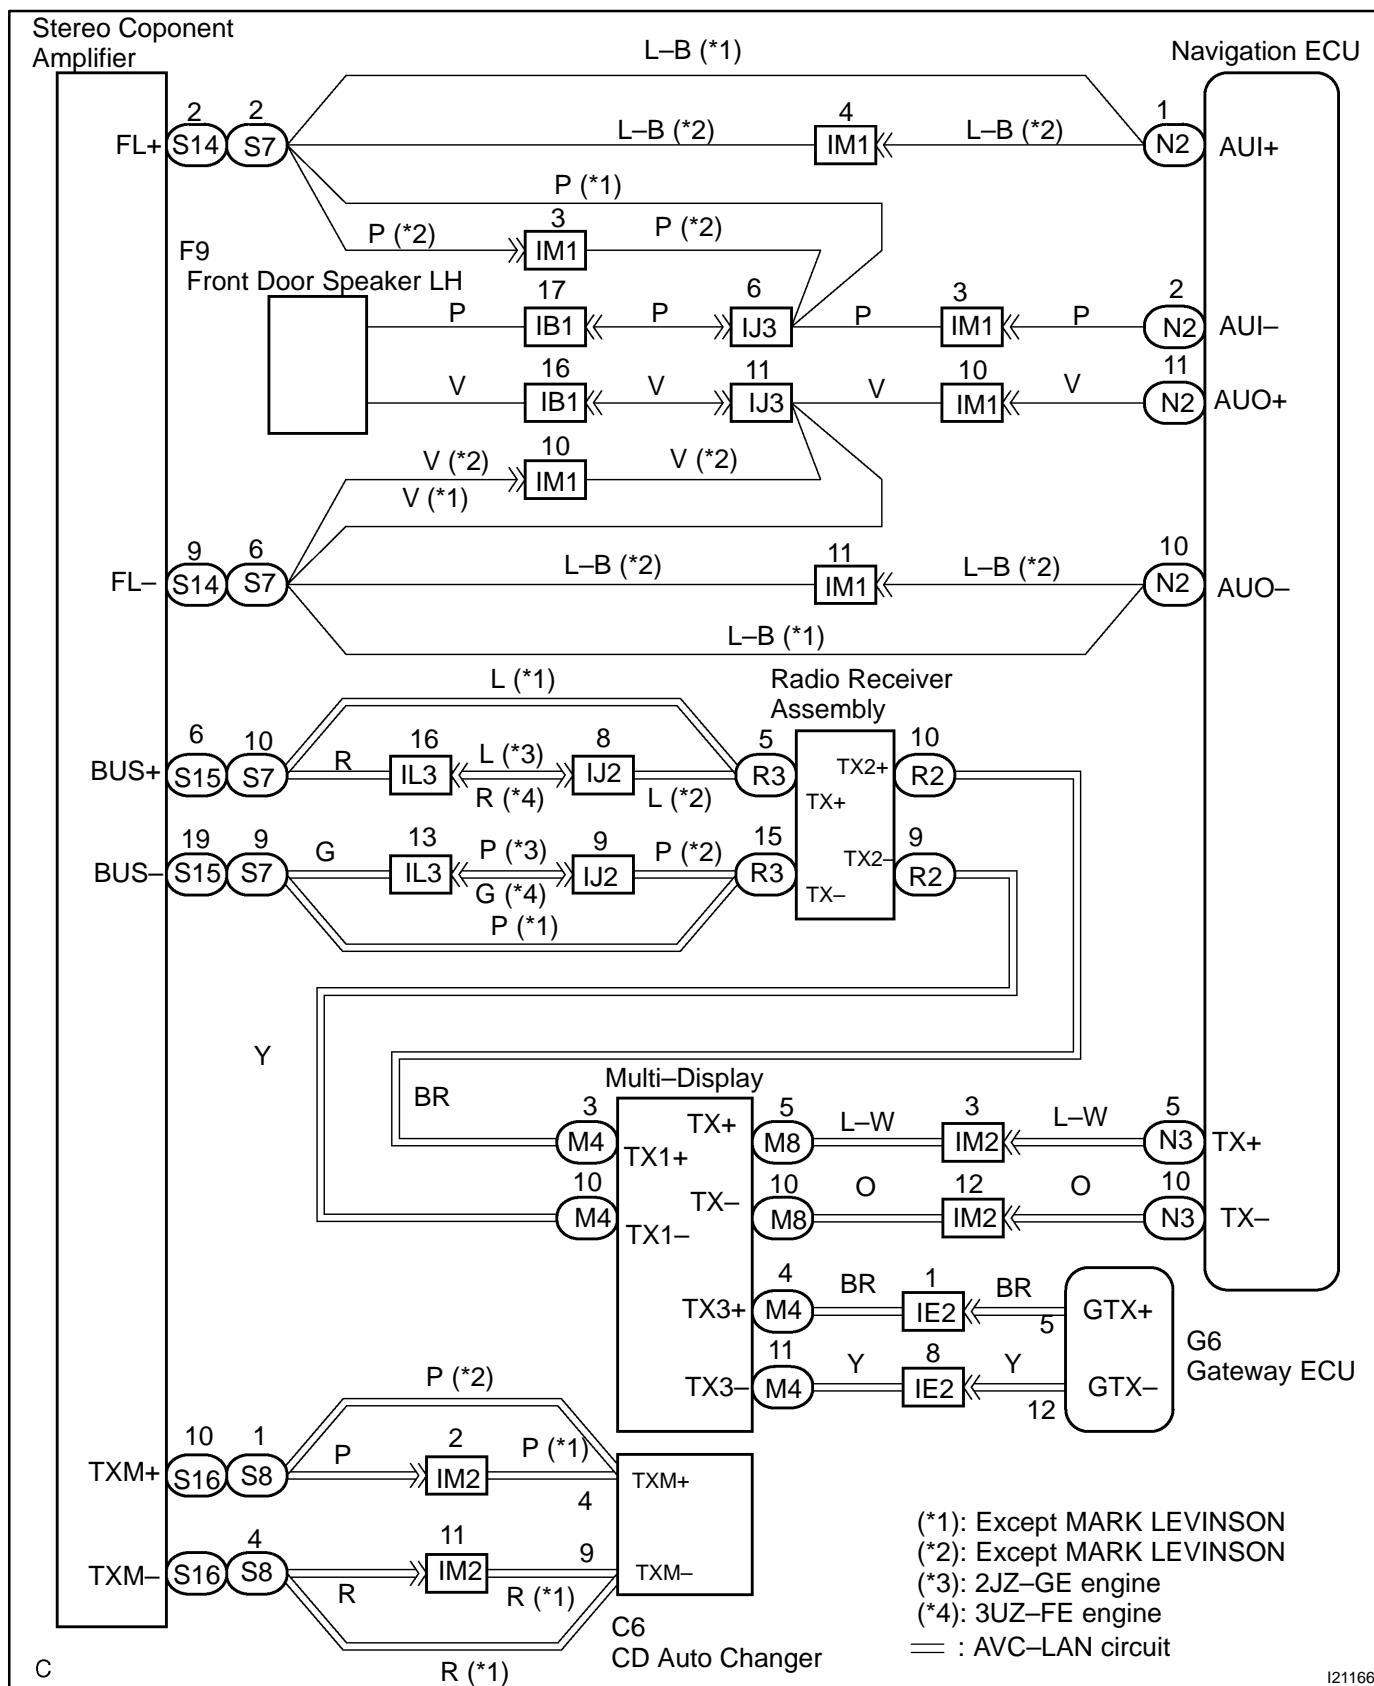 Stereo Coponent
Amplifier
Navigation ECU
L–B (*1)
2 2 4 1
FL+ S14 S7 L–B (*2) IM1 L–B (*2) N2 AUI+
P (*1)
3
P (*2) IM1 P (*2)
F9
Front Door Speaker LH
17 6 3 2
P IB1 P IJ3 P IM1 P N2 AUI–
16 11 10 11
V IB1 V IJ3 V IM1 V N2 AUO+
10
V (*2) IM1 V (*2)
V (*1)
9 6 11 10
FL– S14 S7 L–B (*2) IM1 L–B (*2) N2 AUO–
L–B (*1)
L (*1)
Radio Receiver
Assembly
6 10 16 8 5 10
BUS+ S15 S7 R IL3 L (*3) IJ2 R3 TX2+ R2
R (*4) L (*2) TX+
19 9 13 9 15 9
BUS– S15 S7 G IL3 P (*3) IJ2 P (*2) R3 TX2– R2
G (*4) TX–
P (*1)
Y
BR
Multi–Display
3 5 3 5
M4 TX1+ TX+ M8 L–W IM2 L–W N3 TX+
10 10 12 10
M4 TX1– TX– M8 O IM2 O N3 TX–
4 1
TX3+ M4 BR IE2 BR 5 GTX+
11 8
TX3– M4 Y IE2 Y 12 GTX–
G6
Gateway ECU
P (*2)
10 1 2
TXM+ S16 S8 P IM2 P (*1) 4 TXM+
4 11 9
TXM– S16 S8 R IM2 R (*1) TXM–
R (*1)
C6
CD Auto Changer
(*1): Except MARK LEVINSON
(*2): Except MARK LEVINSON
(*3): 2JZ–GE engine
(*4): 3UZ–FE engine
: AVC–LAN circuit
C
I21166